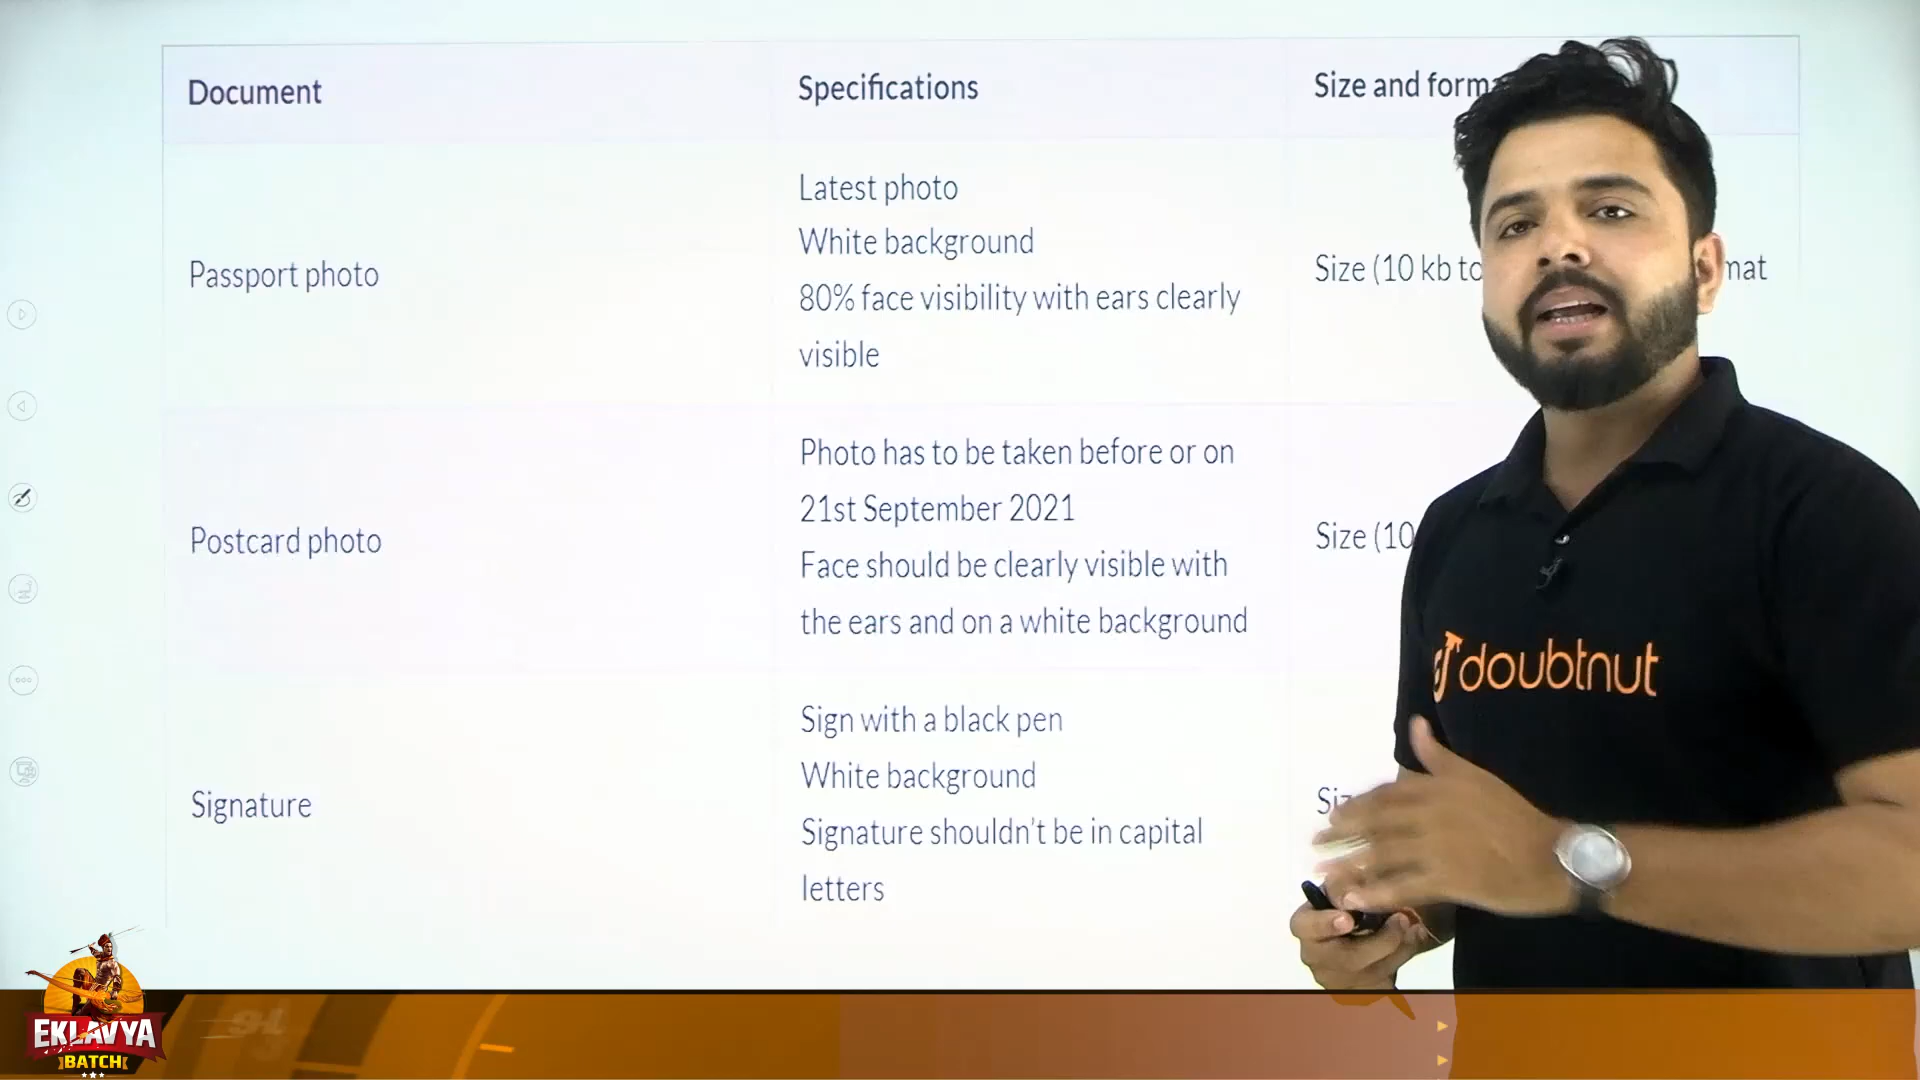 Document
Specifications
Size and forma
Passport photo
Latest photo
White background
80% face visibility with ears clearly
visible
Size (10 kb to
mat
Postcard photo
Photo has to be taken before or on
21st September 2021
Face should be clearly visible with
the ears and on a white background
Size (10
Signature
Sign with a black pen
White background
Signature shouldn't be in capital
letters
Siz
doubtnut
EKLAVYA
BATCH